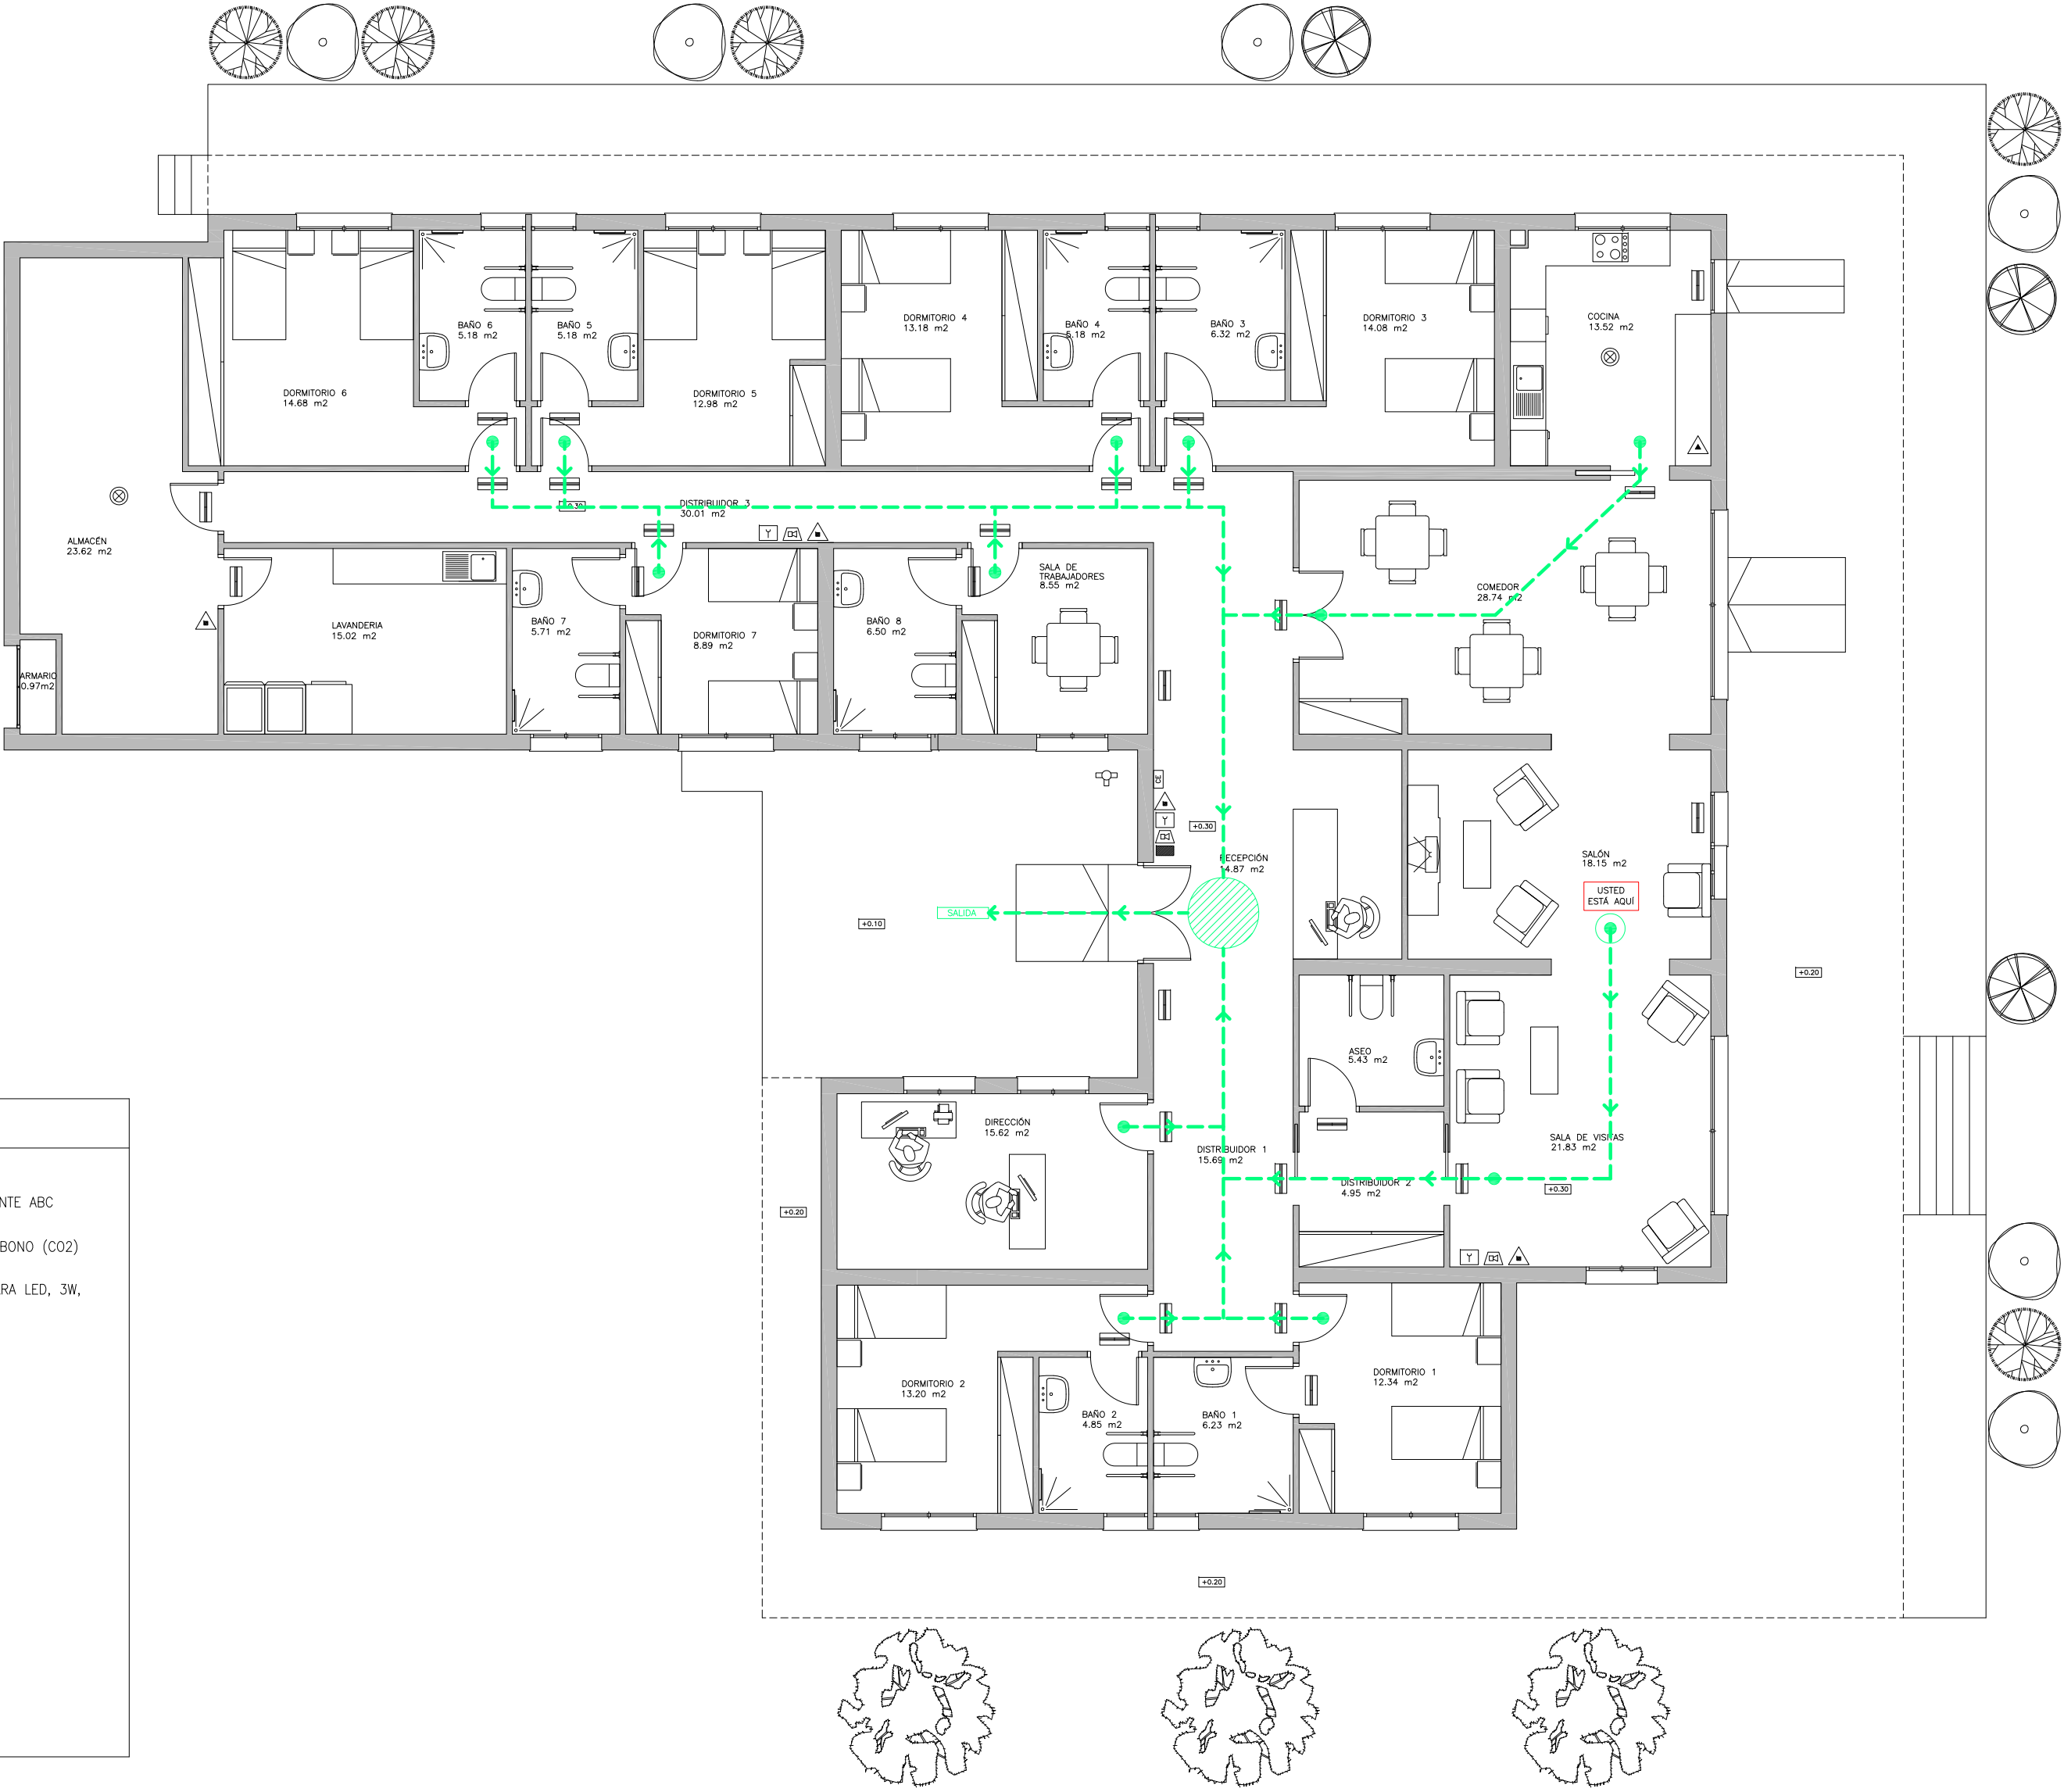 BAÑO 6
5.18 m2
BAÑO 5
5.18 m2
DORMITORIO 4
13.18 m2
BAÑO 4
5.18 m2
BAÑO 3
6.32 m2
DORMITORIO 3
14.08 m2
COCINA
13.52 m2
DORMITORIO 6
14.68 m2
DORMITORIO 5
12.98 m2
+0.30
DISTRIBUIDOR 3
30.01 m2
ALMACÉN
23.62 m2
SALA DE
TRABAJADORES
8.55 m2
COMEDOR
28.74 m2
LAVANDERIA
15.02 m2
BAÑO 7
5.71 m2
DORMITORIO 7
8.89 m2
BAÑO 8
6.50 m2
ARMARIO
0.97m2
CE
+0.30
RECEPCIÓN
14.87 m2
SALÓN
18.15 m2
USTED
ESTÁ AQUÍ
SALIDA
+0.10
+0.20
ASEO
5.43 m2
DIRECCIÓN
15.62 m2
DISTRIBUIDOR 1
15.69 m2
SALA DE VISITAS
21.83 m2
DISTRIBUIDOR 2
4.95 m2
+0.30
+0.20
NTE ABC
BONO (CO2)
RA LED, 3W,
DORMITORIO 2
13.20 m2
DORMITORIO 1
12.34 m2
BAÑO 2
4.85 m2
BAÑO 1
6.23 m2
+0.20